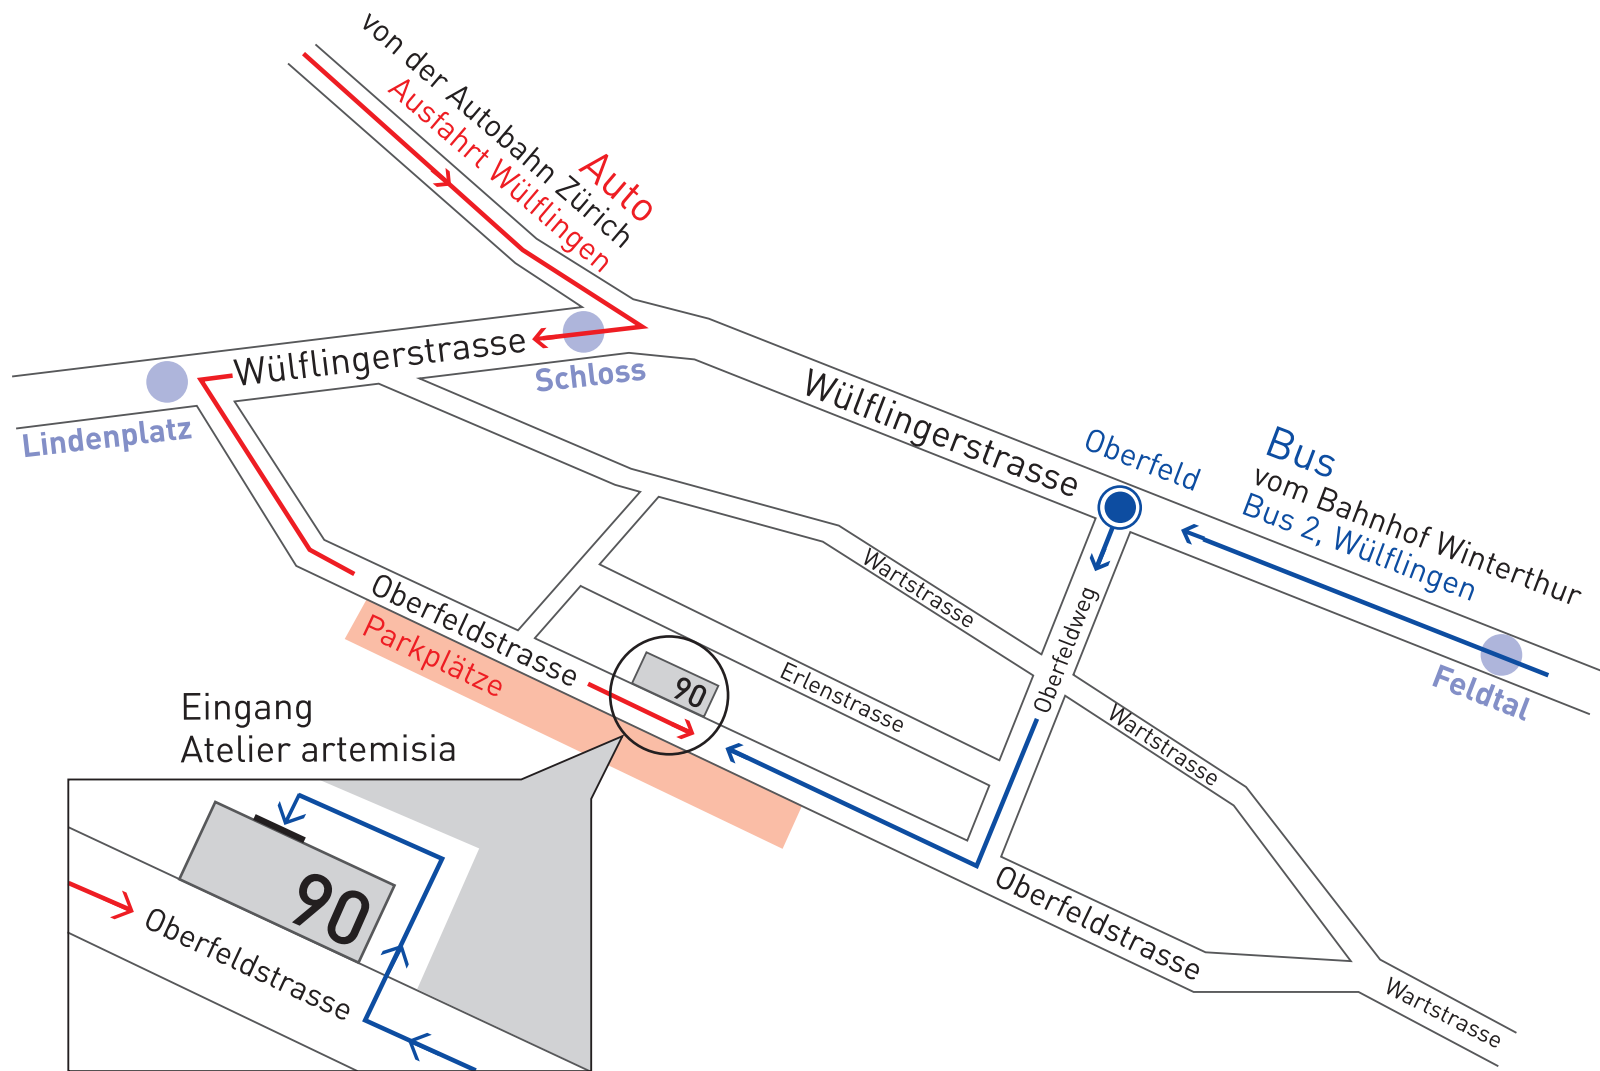 von der Autobahn Zürich
Ausfahrt Wülflingen
Auto
Wülflingerstrasse
Schloss
Lindenplatz
Wülflingerstrasse
Oberfeld
Bus
vom Bahnhof Winterthur
Bus 2, Wülflingen
Feldtal
Wartstrasse
Oberfeldweg
Oberfeldstrasse
Parkplätze
90
Erlenstrasse
Wartstrasse
Oberfeldstrasse
Wartstrasse
Eingang
Atelier artemisia
90
Oberfeldstrasse